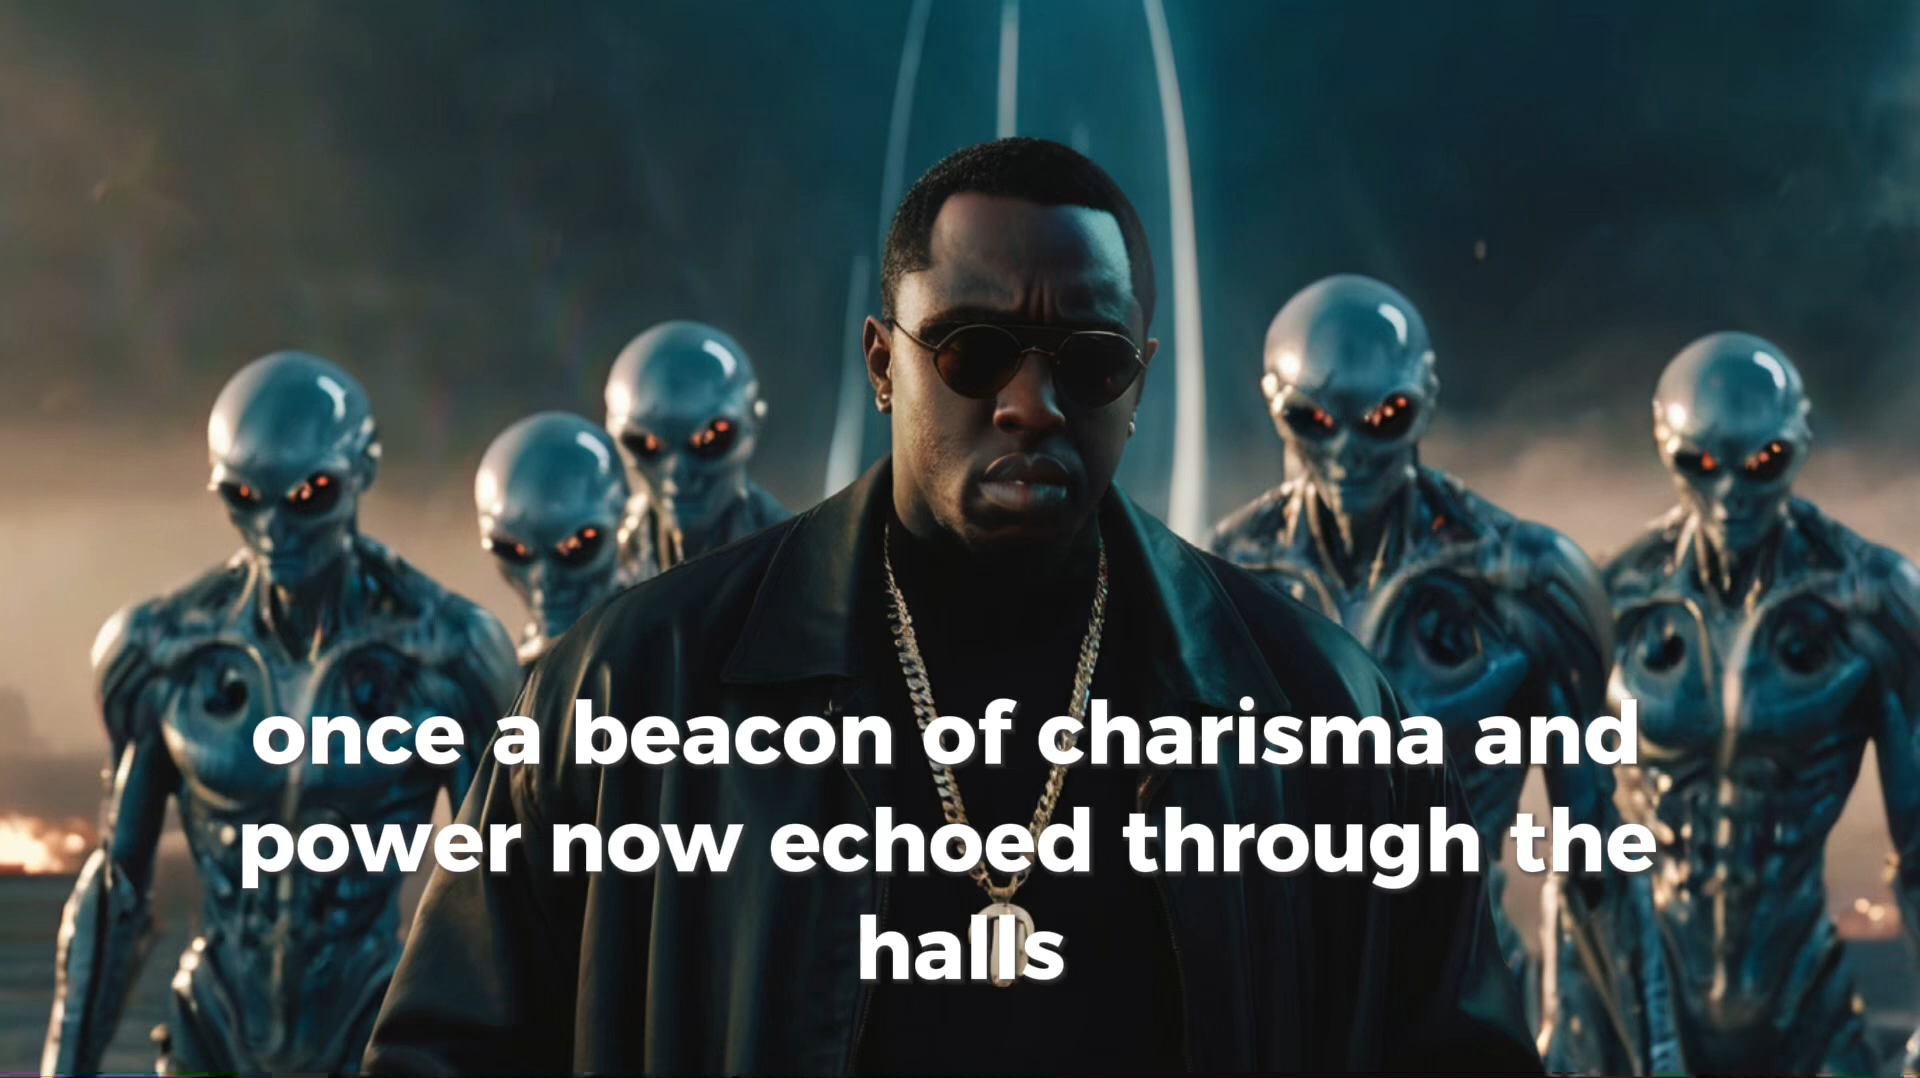 once a beacon of charisma and
power now echoed through the
halls